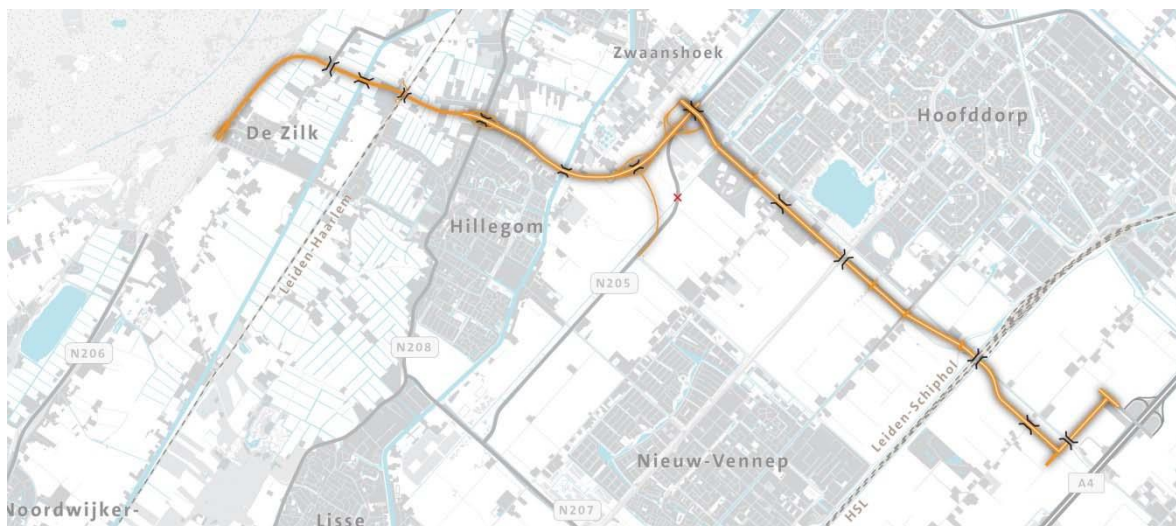 Zwaanshoek
Hoofddorp
De Zilk
Leiden-Haarlem
Hillegom
N205
N206
N208
Leiden-Schiphol
Nieuw-Vennep
A4
Noordwijker-
Lisse
N207
HSL